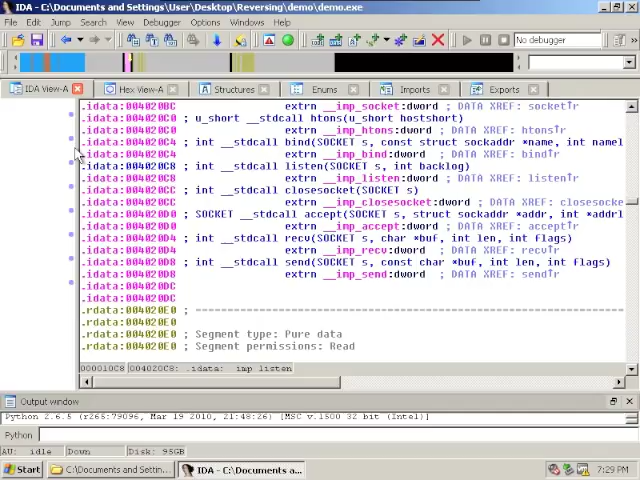 IDA - C:\Documents and Settings\User\Desktop\Reversing\demo\demo.exe
File Edit Jump Search View Debugger Options Windows Help
No debugger
IDA View-A Hex View-A Structures Enums Imports Exports
.idata:004020BC extrn __imp_socket:dword ; DATA XREF: socket↑r
.idata:004020C0 ; u_short __stdcall htons(u_short hostshort)
.idata:004020C0 extrn __imp_htons:dword ; DATA XREF: htons↑r
.idata:004020C4 ; int __stdcall bind(SOCKET s, const struct sockaddr *name, int namel
.idata:004020C4 extrn __imp_bind:dword ; DATA XREF: bind↑r
.idata:004020C8 ; int __stdcall listen(SOCKET s, int backlog)
.idata:004020C8 extrn __imp_listen:dword ; DATA XREF: listen↑r
.idata:004020CC ; int __stdcall closesocket(SOCKET s)
.idata:004020CC extrn __imp_closesocket:dword ; DATA XREF: closesocke
.idata:004020D0 ; SOCKET __stdcall accept(SOCKET s, struct sockaddr *addr, int *addrl
.idata:004020D0 extrn __imp_accept:dword ; DATA XREF: accept↑r
.idata:004020D4 ; int __stdcall recv(SOCKET s, char *buf, int len, int flags)
.idata:004020D4 extrn __imp_recv:dword ; DATA XREF: recv↑r
.idata:004020D8 ; int __stdcall send(SOCKET s, const char *buf, int len, int flags)
.idata:004020D8 extrn __imp_send:dword ; DATA XREF: send↑r
.idata:004020DC
.idata:004020DC
.rdata:004020E0 ; ---------------------------------------------------------
.rdata:004020E0
.rdata:004020E0 ; Segment type: Pure data
.rdata:004020E0 ; Segment permissions: Read
000010C8 004020C8: .idata:__imp_listen
Output window
Python 2.6.5 (r265:79096, Mar 19 2010, 21:48:26) [MSC v.1500 32 bit (Intel)]
Python
AU: idle Down Disk: 95GB
Start C:\Documents and Settin... IDA - C:\Documents a... 7:29 PM